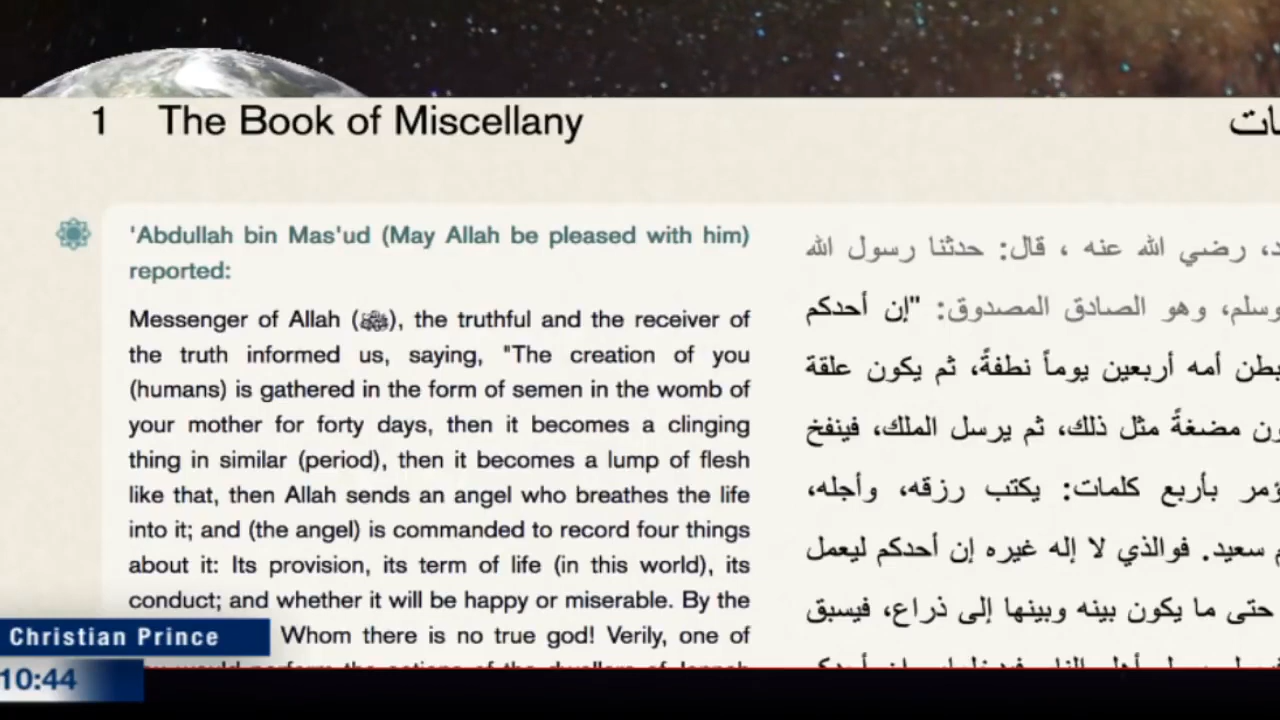 1 The Book of Miscellany
'Abdullah bin Mas'ud (May Allah be pleased with him)
reported:
Messenger of Allah (ﷺ), the truthful and the receiver of
the truth informed us, saying, "The creation of you
(humans) is gathered in the form of semen in the womb of
your mother for forty days, then it becomes a clinging
thing in similar (period), then it becomes a lump of flesh
like that, then Allah sends an angel who breathes the life
into it; and (the angel) is commanded to record four things
about it: Its provision, its term of life (in this world), its
conduct; and whether it will be happy or miserable. By the
Whom there is no true god! Verily, one of
would perform the actions of the dwellers of Jannah
رضي الله عنه ، قال: حدثنا رسول الله
وسلم، وهو الصادق المصدوق: "إن أحدكم
بطن أمه أربعين يوماً نطفةً، ثم يكون علقة
مضغةً مثل ذلك، ثم يرسل الملك، فينفخ
بأربع كلمات: يكتب رزقه، وأجله،
سعيد. فوالذي لا إله غيره إن أحدكم ليعمل
حتى ما يكون بينه وبينها إلى ذراع، فيسبق
Christian Prince
10:44